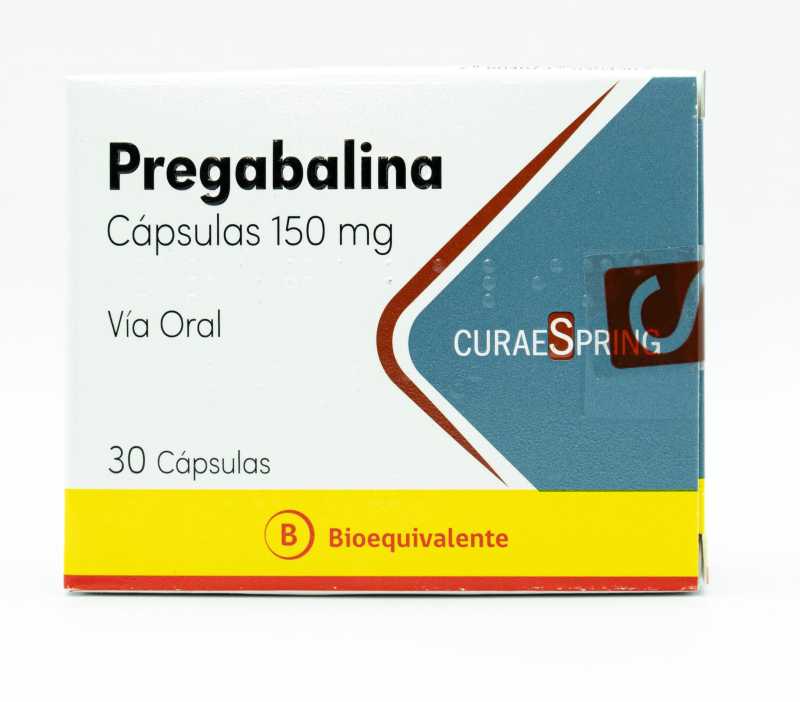 Pregabalina
Cápsulas 150 mg
Vía Oral
CURAESPRING
30 Cápsulas
B Bioequivalente